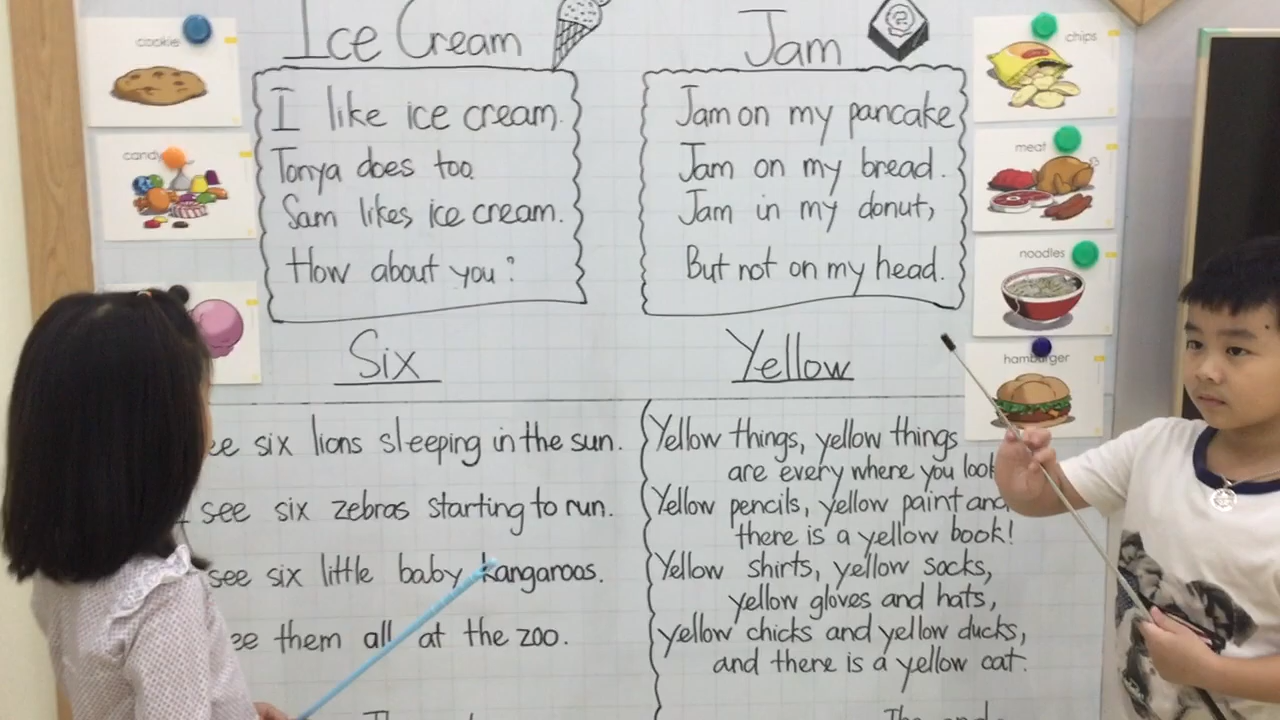 cookie
candy
Ice Cream
I like ice cream.
Tonya does too.
Sam likes ice cream.
How about you?
Jam
Jam on my pancake
Jam on my bread.
Jam in my donut,
But not on my head.
chips
meat
noodles
hamburger
Six
see six lions sleeping in the sun.
I see six zebras starting to run.
see six little baby kangaroos.
see them all at the zoo.
Yellow
Yellow things, yellow things
are every where you look
Yellow pencils, yellow paint and
there is a yellow book!
Yellow shirts, yellow socks,
yellow gloves and hats,
yellow chicks and yellow ducks,
and there is a yellow cat.
The end